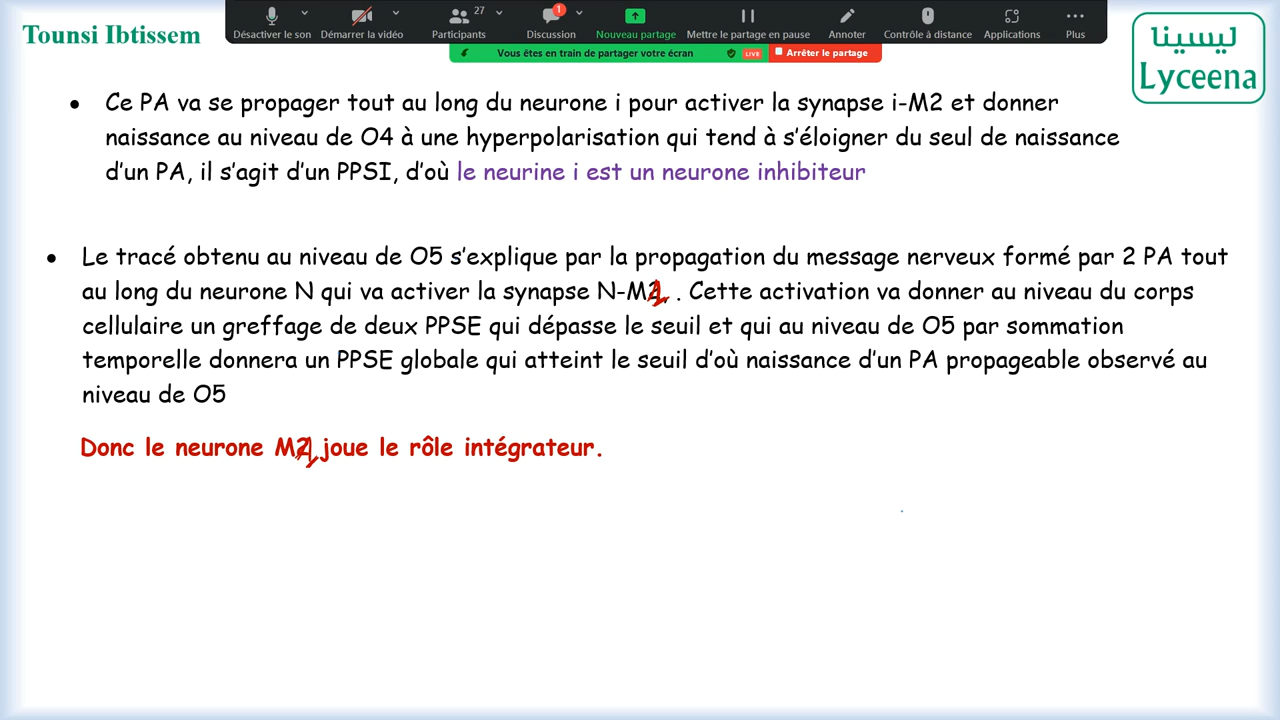 Tounsi Ibtissem
Désactiver le son
Démarrer la vidéo
27
Participants
1
Discussion
Nouveau partage
Mettre le partage en pause
Annoter
Contrôle à distance
Applications
Plus
Vous êtes en train de partager votre écran
LIVE
Arrêter le partage
ليسينا
Lyceena
• Ce PA va se propager tout au long du neurone i pour activer la synapse i-M2 et donner
naissance au niveau de O4 à une hyperpolarisation qui tend à s'éloigner du seul de naissance
d'un PA, il s'agit d'un PPSI, d'où le neurine i est un neurone inhibiteur
• Le tracé obtenu au niveau de O5 s'explique par la propagation du message nerveux formé par 2 PA tout
au long du neurone N qui va activer la synapse N-M1. . Cette activation va donner au niveau du corps
cellulaire un greffage de deux PPSE qui dépasse le seuil et qui au niveau de O5 par sommation
temporelle donnera un PPSE globale qui atteint le seuil d'où naissance d'un PA propageable observé au
niveau de O5
Donc le neurone M1 joue le rôle intégrateur.